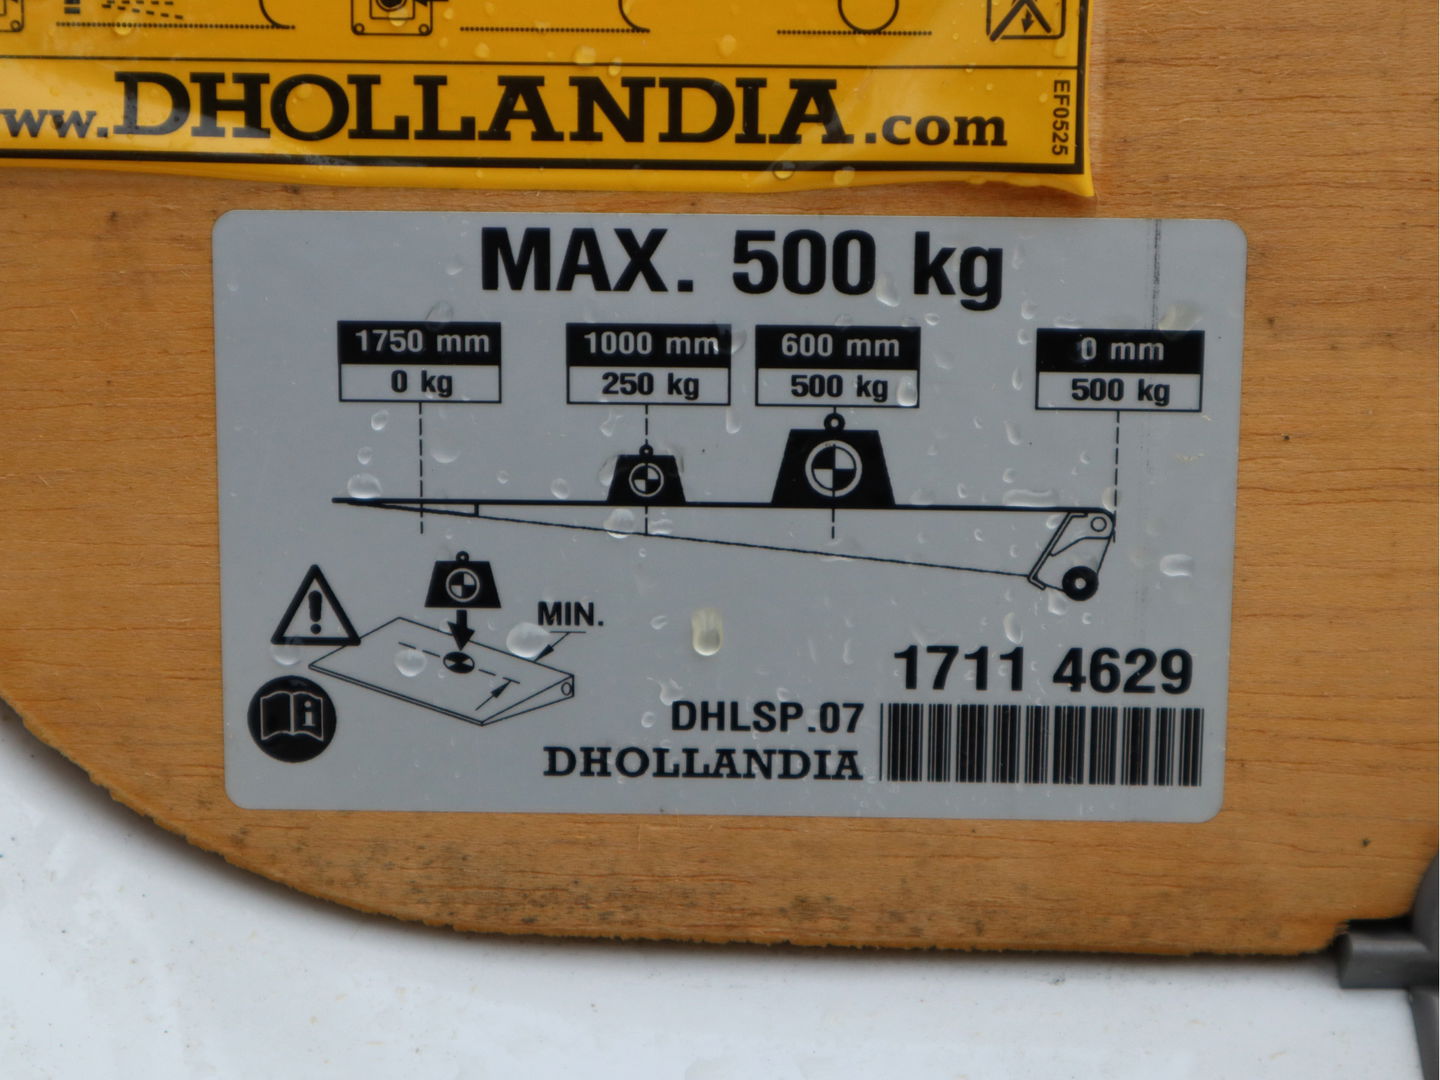 www.DHOLLANDIA.com
EF0525
MAX. 500 kg
1750 mm
0 kg
1000 mm
250 kg
600 mm
500 kg
0 mm
500 kg
MIN.
1711 4629
DHLSP.07
DHOLLANDIA